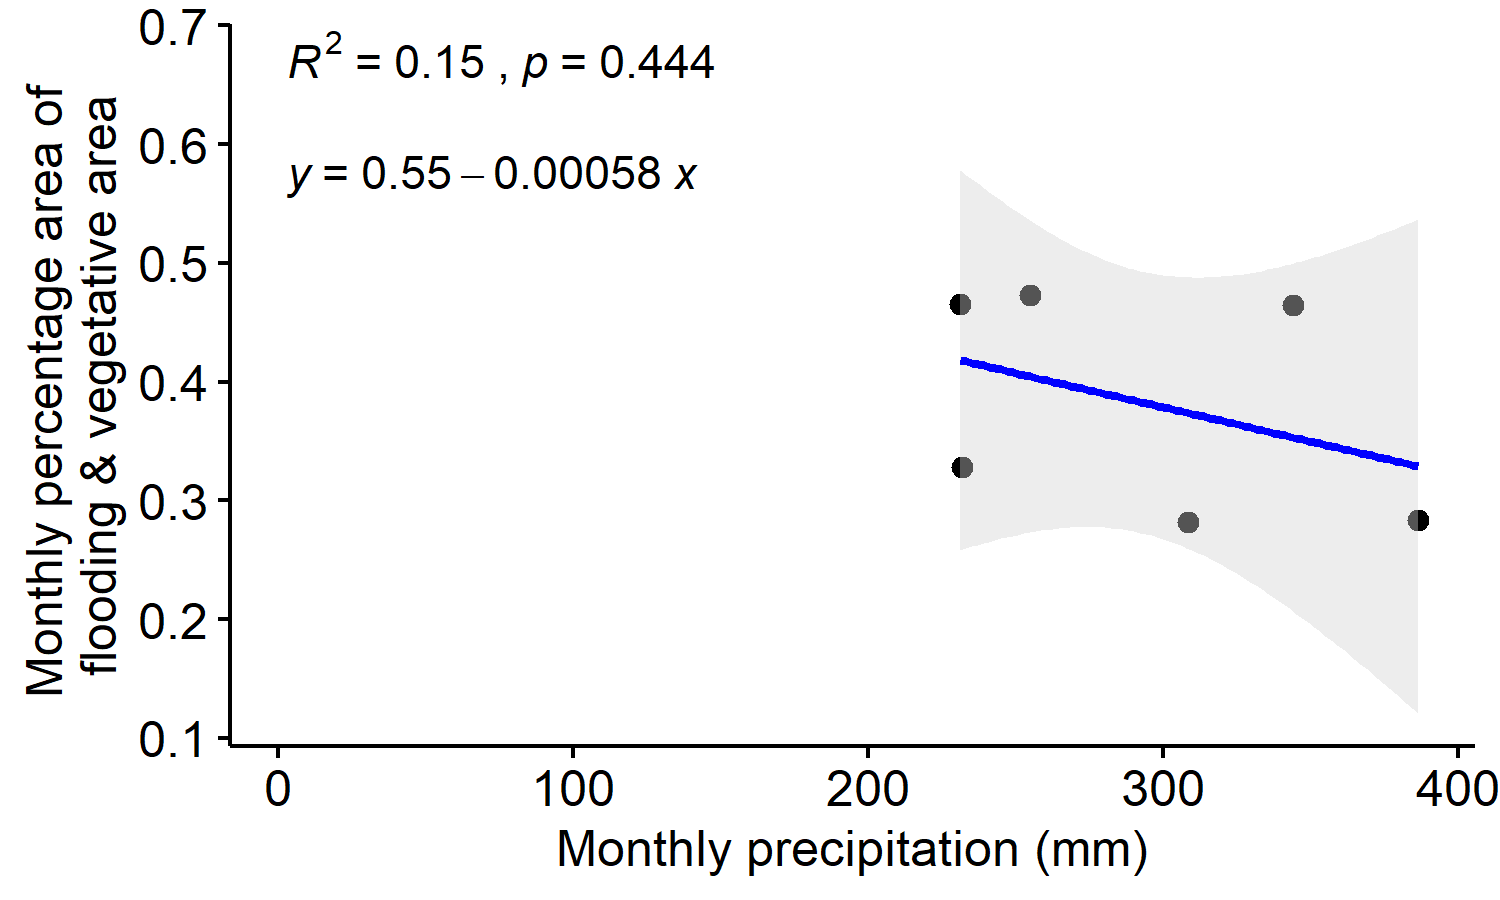 R2 = 0.15 , p = 0.444
y = 0.55 – 0.00058 x
Monthly percentage area of
flooding & vegetative area
0.7
0.6
0.5
0.4
0.3
0.2
0.1
0 100 200 300 400
Monthly precipitation (mm)